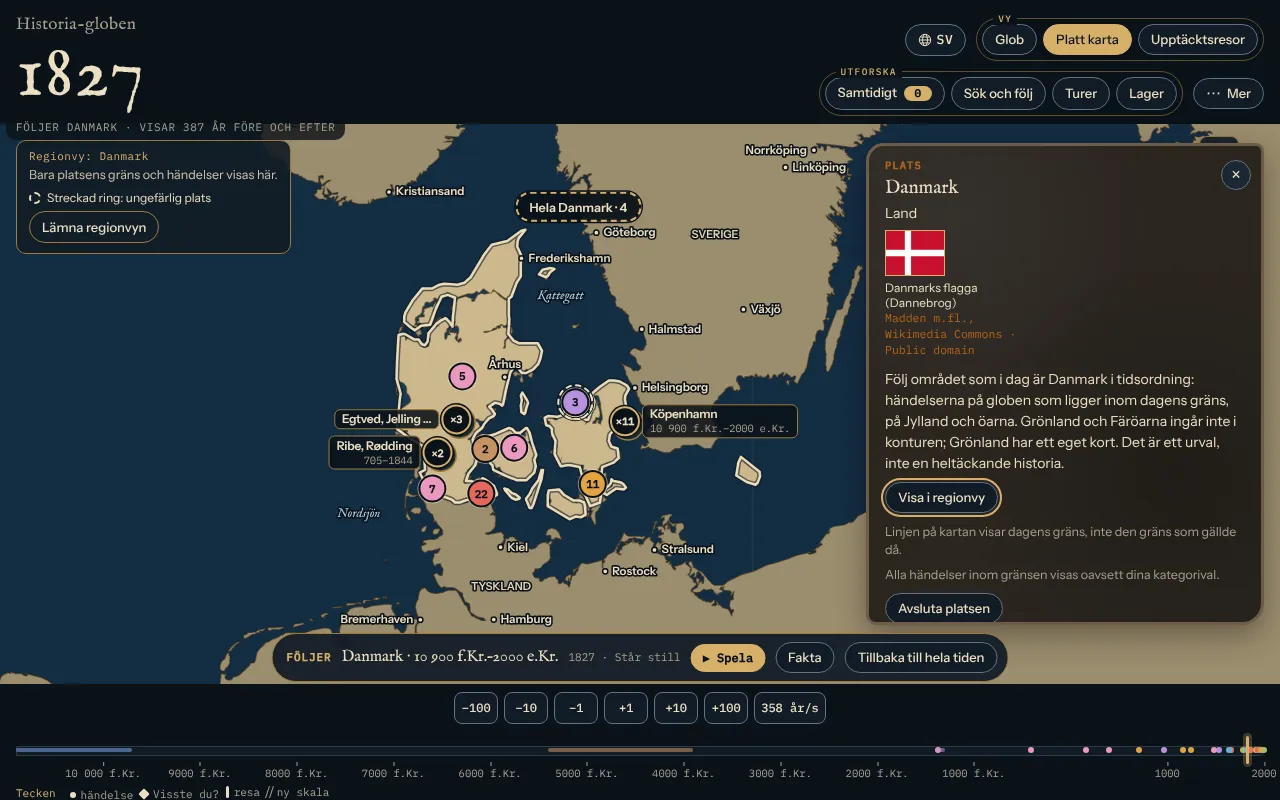 Historia-globen
1827
SV
VY
Glob
Platt karta
Upptäcktsresor
UTFORSKA
Samtidigt 0
Sök och följ
Turer
Lager
··· Mer
FÖLJER DANMARK · VISAR 387 ÅR FÖRE OCH EFTER
Regionvy: Danmark
Bara platsens gräns och händelser visas här.
Streckad ring: ungefärlig plats
Lämna regionvyn
Norrköping
Linköping
Kristiansand
Hela Danmark · 4
Göteborg
SVERIGE
Frederikshamn
Kattegatt
Växjö
Halmstad
Århus
5
Helsingborg
3
Egtved, Jelling …
×3
×11
Köpenhamn
10 900 f.Kr.–2000 e.Kr.
Ribe, Rødding
705–1844
×2
2
6
7
22
11
Nordsjön
Kiel
Stralsund
Rostock
TYSKLAND
Bremerhaven
Hamburg
PLATS
Danmark
×
Land
Danmarks flagga
(Dannebrog)
Madden m.fl.,
Wikimedia Commons ·
Public domain
Följ området som i dag är Danmark i tidsordning:
händelserna på globen som ligger inom dagens gräns,
på Jylland och öarna. Grönland och Färöarna ingår inte i
konturen; Grönland har ett eget kort. Det är ett urval,
inte en heltäckande historia.
Visa i regionvy
Linjen på kartan visar dagens gräns, inte den gräns som gällde
då.
Alla händelser inom gränsen visas oavsett dina kategorival.
Avsluta platsen
FÖLJER Danmark · 10 900 f.Kr.–2000 e.Kr. 1827 · Står still
▶ Spela
Fakta
Tillbaka till hela tiden
−100
−10
−1
+1
+10
+100
358 år/s
10 000 f.Kr.
9000 f.Kr.
8000 f.Kr.
7000 f.Kr.
6000 f.Kr.
5000 f.Kr.
4000 f.Kr.
3000 f.Kr.
2000 f.Kr.
1000 f.Kr.
1000
2000
Tecken
händelse
Visste du?
resa
ny skala